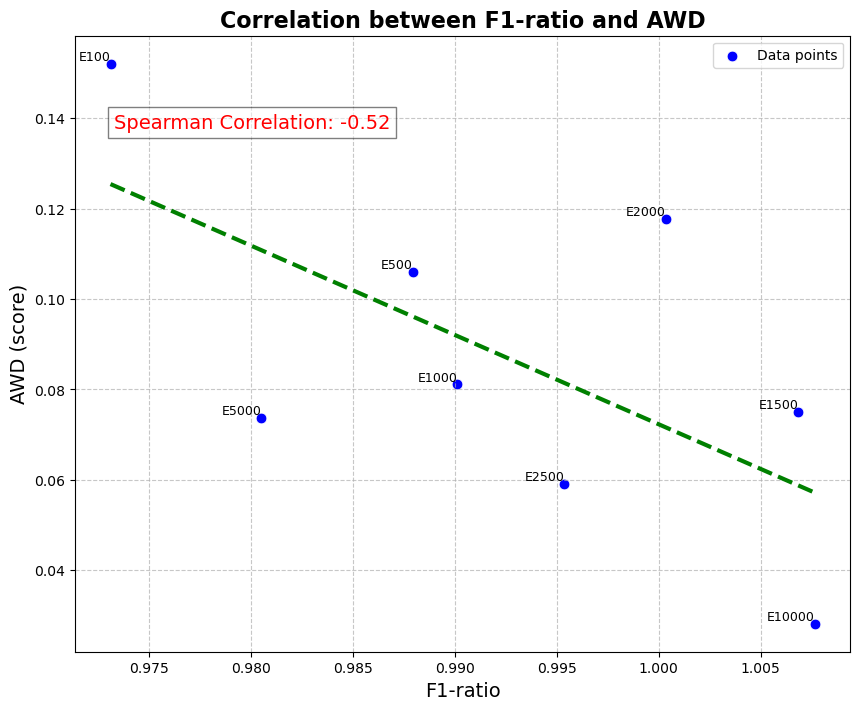 Correlation between F1-ratio and AWD
Data points
E100
Spearman Correlation: -0.52
E2000
E500
E1000
E5000
E1500
E2500
E10000
0.14
0.12
0.10
0.08
0.06
0.04
AWD (score)
0.975 0.980 0.985 0.990 0.995 1.000 1.005
F1-ratio